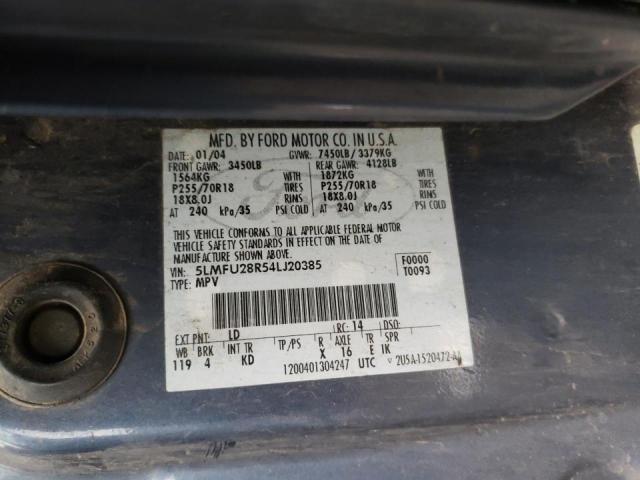 MFD. BY FORD MOTOR CO. IN U.S.A.
DATE: 01/04 GVWR: 7450LB/ 3379KG
FRONT GAWR: 3450LB REAR GAWR: 4128LB
1564KG WITH 1872KG WITH
P255/70R18 TIRES P255/70R18 TIRES
18X8.0J RIMS 18X8.0J RIMS
AT 240 kPa/35 PSI COLD AT 240 kPa/35 PSI COLD
Ford
THIS VEHICLE CONFORMS TO ALL APPLICABLE FEDERAL MOTOR
VEHICLE SAFETY STANDARDS IN EFFECT ON THE DATE OF
MANUFACTURE SHOWN ABOVE.
VIN: 5LMFU28R54LJ20385 F0000
TYPE: MPV T0093
EXT PNT: LD RC: 14 DSO:
WB BRK INT TR TP/PS R AXLE TR SPR
119 4 KD X 16 E IK
1200401304247 UTC